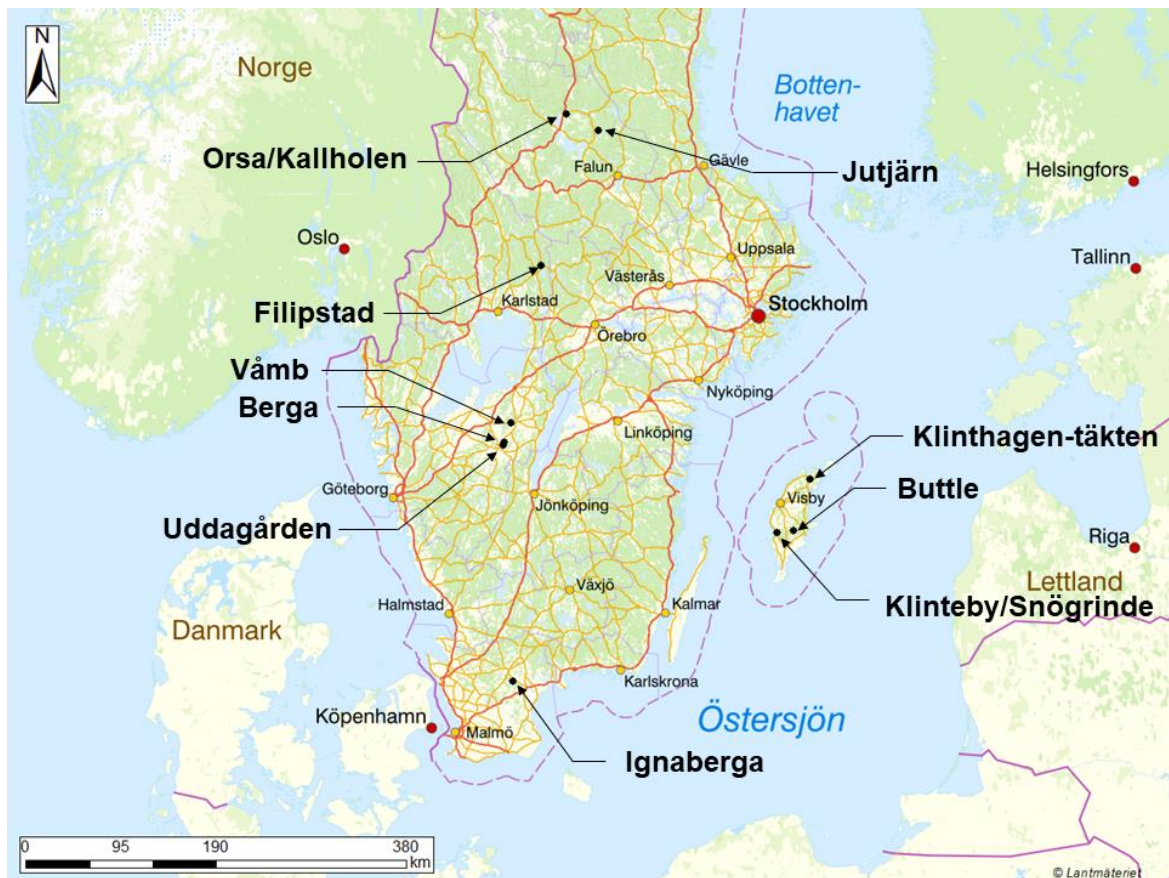 N
Norge
Botten-
havet
Orsa/Kallholen
Jutjärn
Falun
Gävle
Helsingfors
Oslo
Uppsala
Tallinn
Västerås
Filipstad
Karlstad
Stockholm
Örebro
Våmb
Berga
Nyköping
Linköping
Klinthagen-täkten
Göteborg
Jönköping
Visby
Buttle
Uddagården
Riga
Växjö
Lettland
Halmstad
Kalmar
Klinteby/Snögrinde
Danmark
Karlskrona
Köpenhamn
Malmö
Östersjön
Ignaberga
0 95 190 380
km
© Lantmäteriet